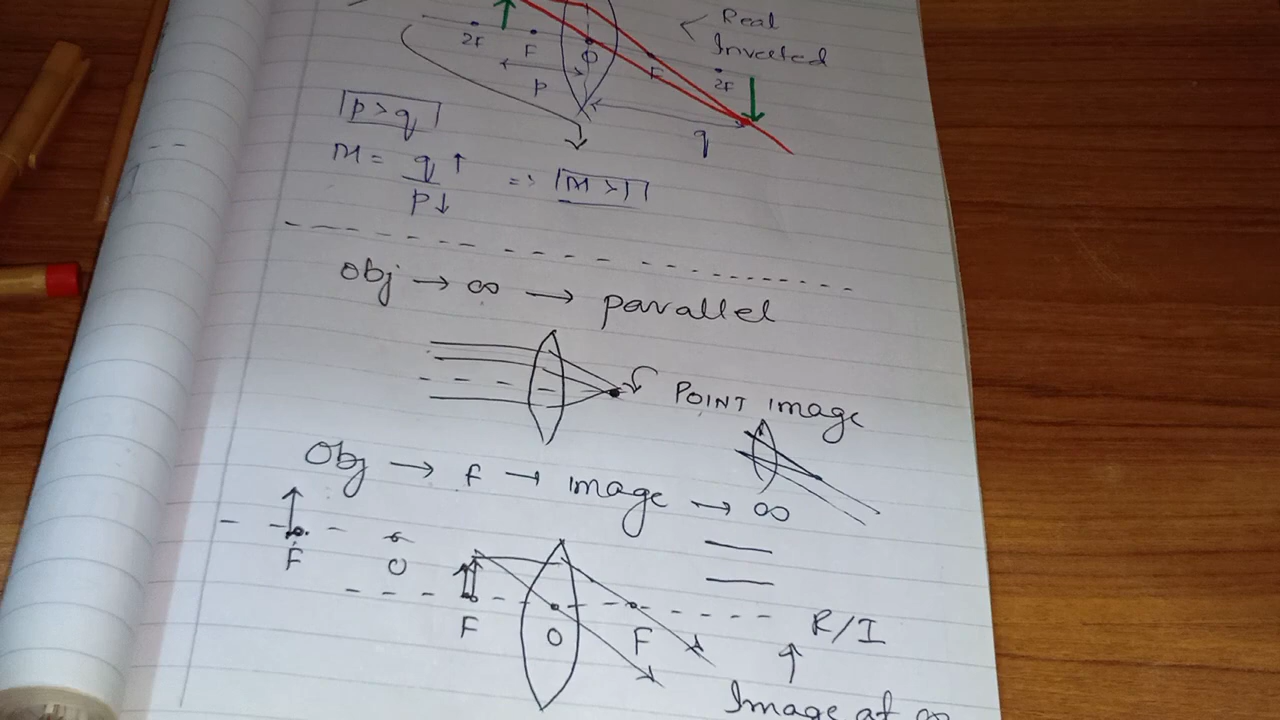 Real
Inverted
2F F O F 2F
p
q
p > q
M = q ↑ / p ↓ => M > 1
Obj → ∞ → parallel
POINT image
Obj → F → image → ∞
F O
F O F
R/I
Image at ∞